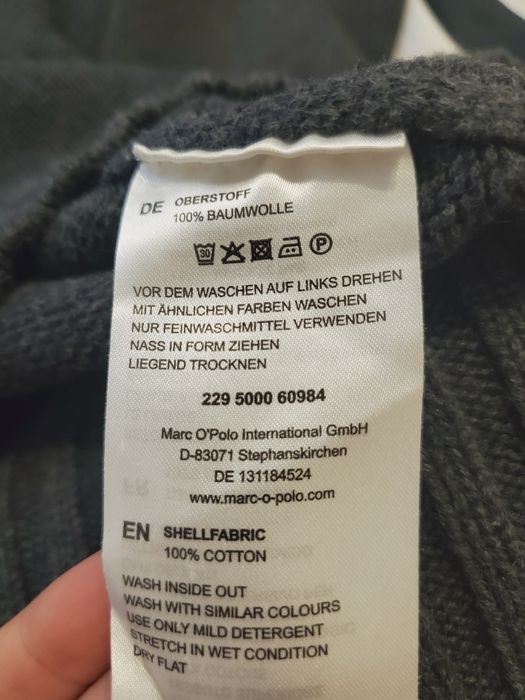 DE OBERSTOFF
100% BAUMWOLLE
30 P
VOR DEM WASCHEN AUF LINKS DREHEN
MIT ÄHNLICHEN FARBEN WASCHEN
NUR FEINWASCHMITTEL VERWENDEN
NASS IN FORM ZIEHEN
LIEGEND TROCKNEN
229 5000 60984
Marc O'Polo International GmbH
D-83071 Stephanskirchen
DE 131184524
www.marc-o-polo.com
EN SHELLFABRIC
100% COTTON
WASH INSIDE OUT
WASH WITH SIMILAR COLOURS
USE ONLY MILD DETERGENT
STRETCH IN WET CONDITION
DRY FLAT